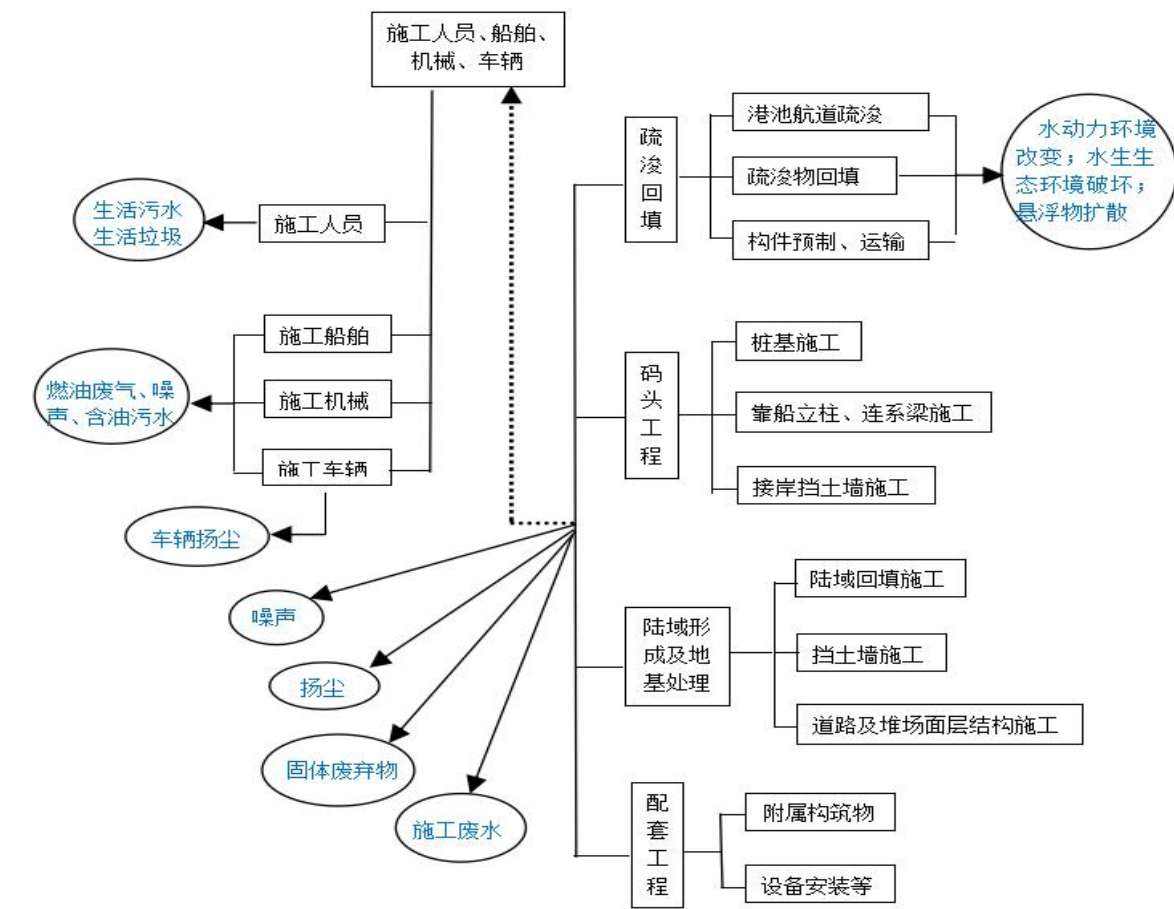 施工人员、船舶、
机械、车辆
生活污水
生活垃圾
施工人员
施工船舶
燃油废气、噪
声、含油污水
施工机械
施工车辆
车辆扬尘
噪声
扬尘
固体废弃物
施工废水
疏
浚
回
填
港池航道疏浚
疏浚物回填
构件预制、运输
水动力环境
改变；水生生
态环境破坏；
悬浮物扩散
码
头
工
程
桩基施工
靠船立柱、连系梁施工
接岸挡土墙施工
陆域形
成及地
基处理
陆域回填施工
挡土墙施工
道路及堆场面层结构施工
配
套
工
程
附属构筑物
设备安装等